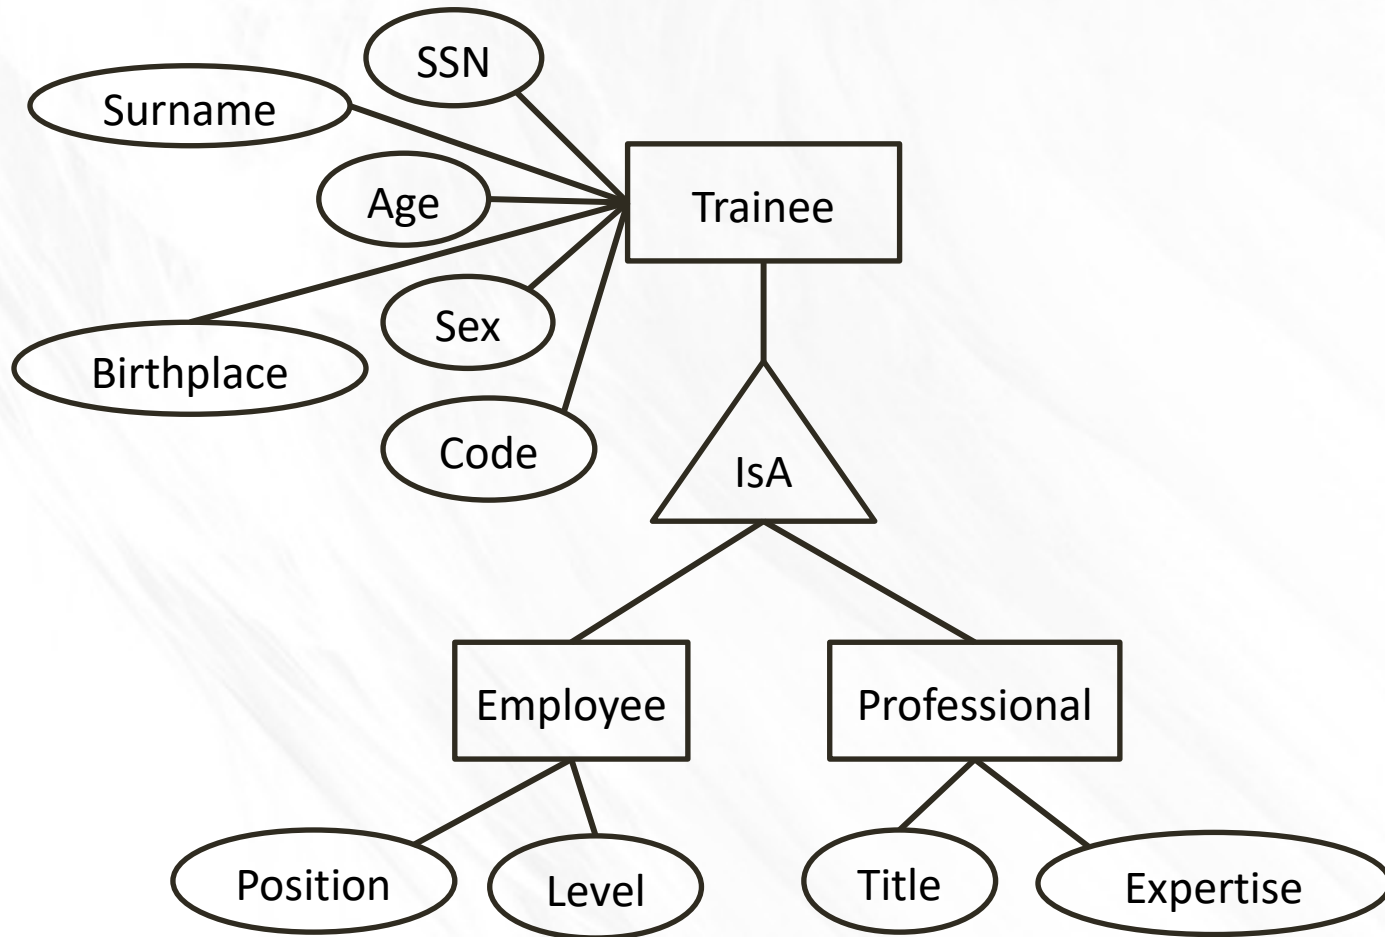 SSN
Surname
Age
Trainee
Sex
Birthplace
Code
IsA
Employee
Professional
Position
Level
Title
Expertise